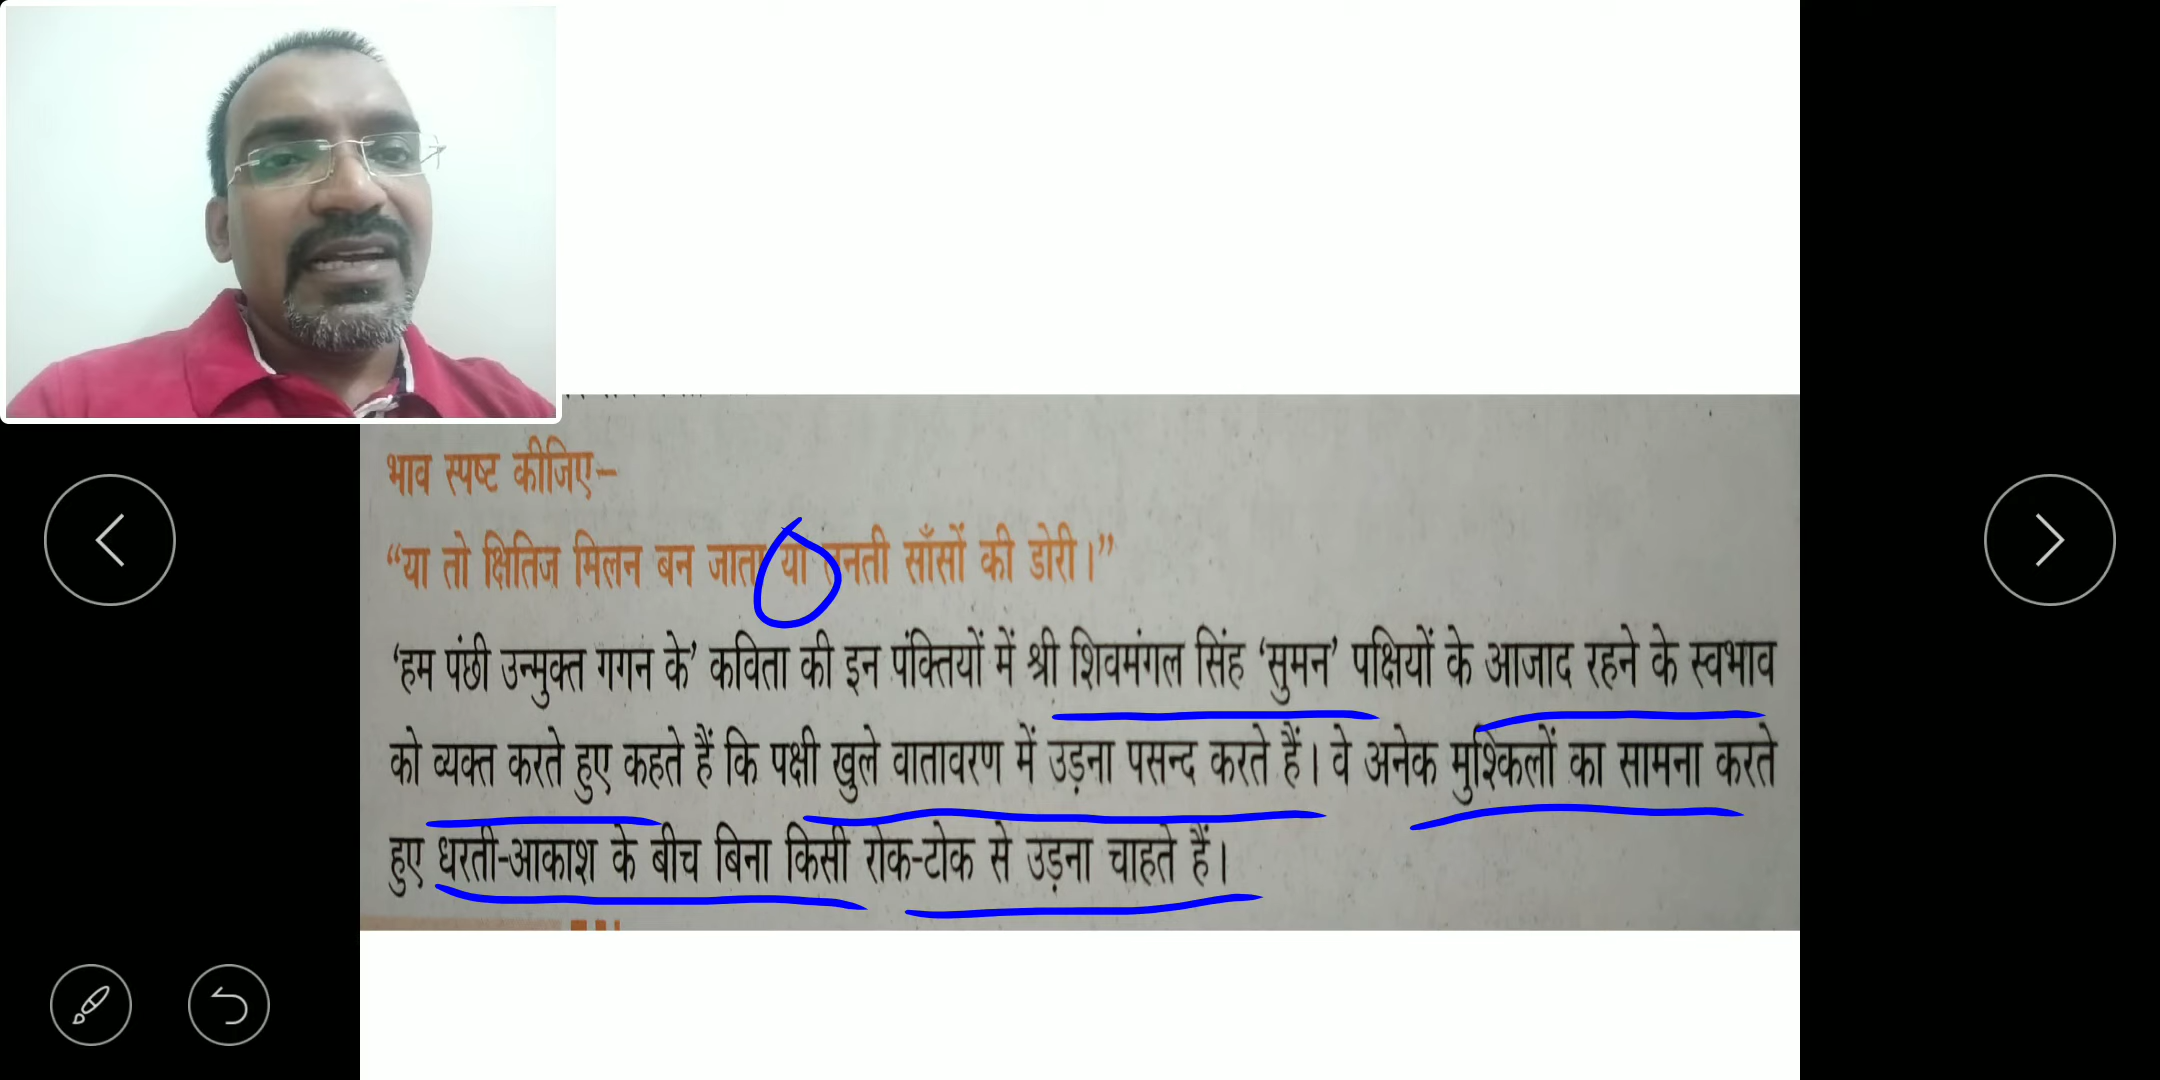 भाव स्पष्ट कीजिए–
“या तो क्षितिज मिलन बन जाता या तनती साँसों की डोरी।”
‘हम पंछी उन्मुक्त गगन के’ कविता की इन पंक्तियों में श्री शिवमंगल सिंह ‘सुमन’ पक्षियों के आजाद रहने के स्वभाव
को व्यक्त करते हुए कहते हैं कि पक्षी खुले वातावरण में उड़ना पसन्द करते हैं। वे अनेक मुश्किलों का सामना करते
हुए धरती-आकाश के बीच बिना किसी रोक-टोक से उड़ना चाहते हैं।